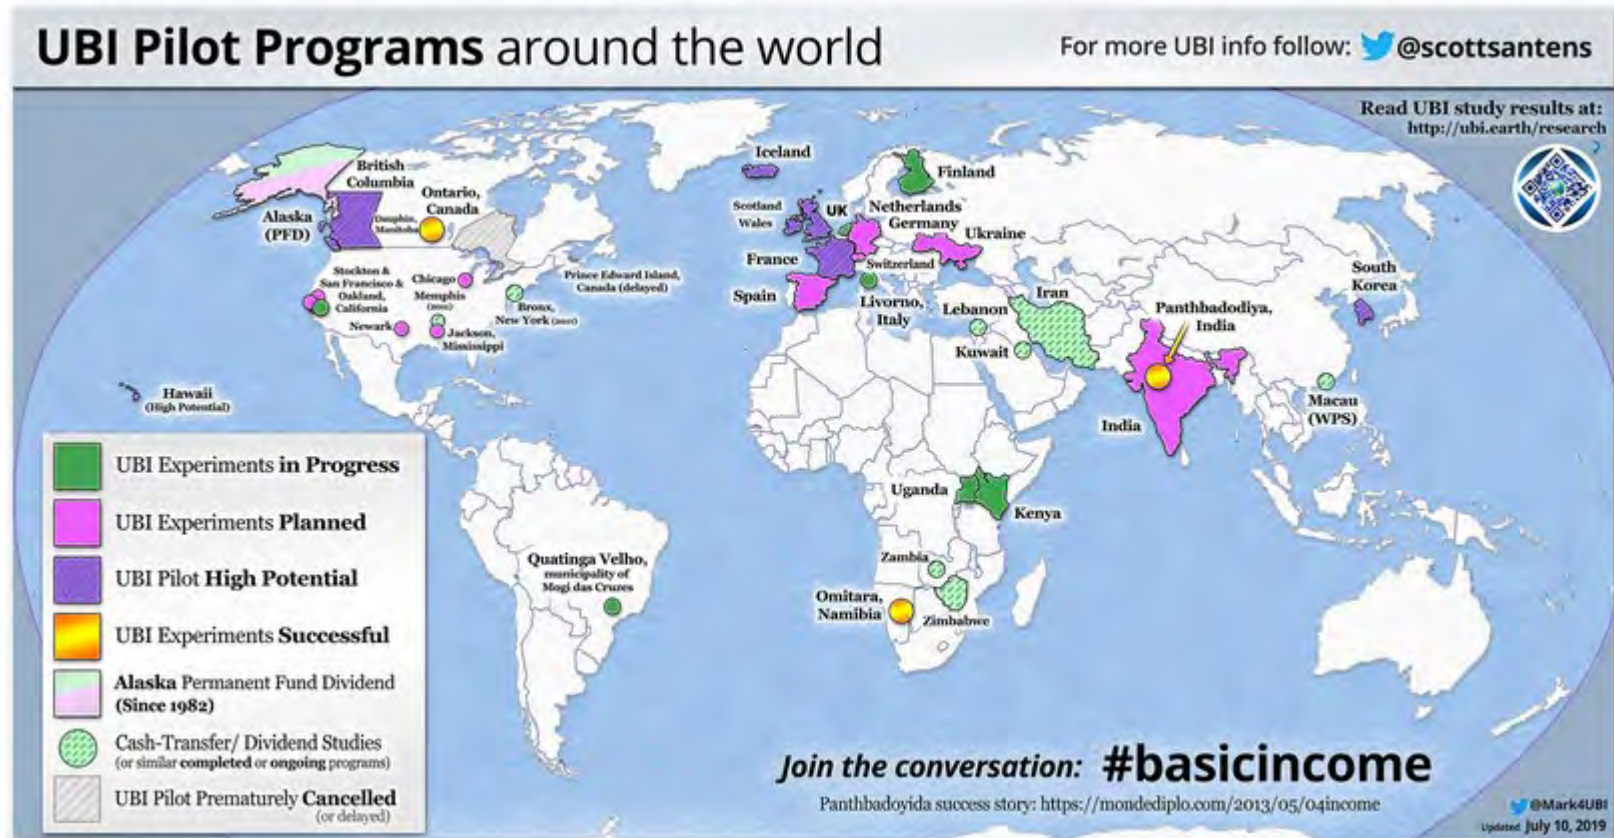 UBI Pilot Programs around the world
For more UBI info follow: @scottsantens
Read UBI study results at:
http://ubi.earth/research
Iceland
Finland
British
Columbia
Ontario,
Canada
Alaska
(PFD)
Dauphin,
Manitoba
Scotland
Wales
UK
Netherlands
Germany
Ukraine
France
Switzerland
Spain
Livorno,
Italy
Stockton &
San Francisco &
Oakland,
California
Chicago
Memphis
Prince Edward Island,
Canada (delayed)
Bronx,
New York
Newark
Jackson,
Mississippi
Lebanon
Iran
Kuwait
Panthbadodiya,
India
South
Korea
Hawaii
(High Potential)
India
Macau
(WPS)
Uganda
Kenya
Quatinga Velho,
municipality of
Mogi das Cruzes
Zambia
Omitara,
Namibia
Zimbabwe
UBI Experiments in Progress
UBI Experiments Planned
UBI Pilot High Potential
UBI Experiments Successful
Alaska Permanent Fund Dividend
(Since 1982)
Cash-Transfer/ Dividend Studies
(or similar completed or ongoing programs)
UBI Pilot Prematurely Cancelled
(or delayed)
Join the conversation: #basicincome
Panthbadoyida success story: https://mondediplo.com/2013/05/04income
@Mark4UBI
Updated: July 10, 2019